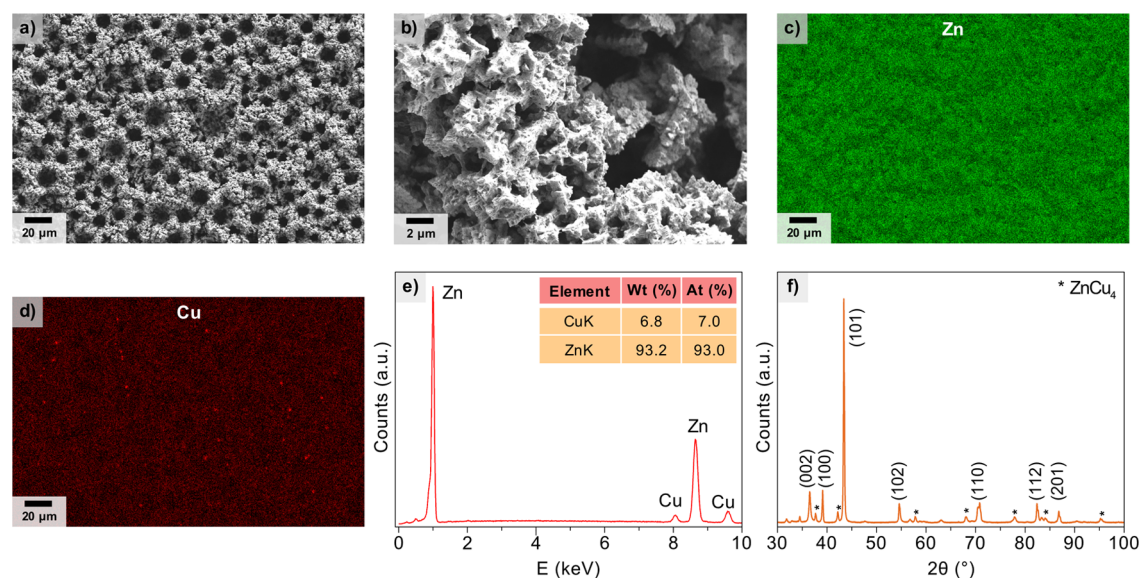 a)
20 µm
b)
2 µm
c)
Zn
20 µm
d)
Cu
20 µm
e)
Element Wt (%) At (%)
CuK 6.8 7.0
ZnK 93.2 93.0
Zn
Zn
Cu
Cu
Counts (a.u.)
0 2 4 6 8 10
E (keV)
f)
* ZnCu₄
(101)
(002)
(100)
(102)
(110)
(112)
(201)
* * * * * * *
Counts (a.u.)
30 40 50 60 70 80 90 100
2θ (°)